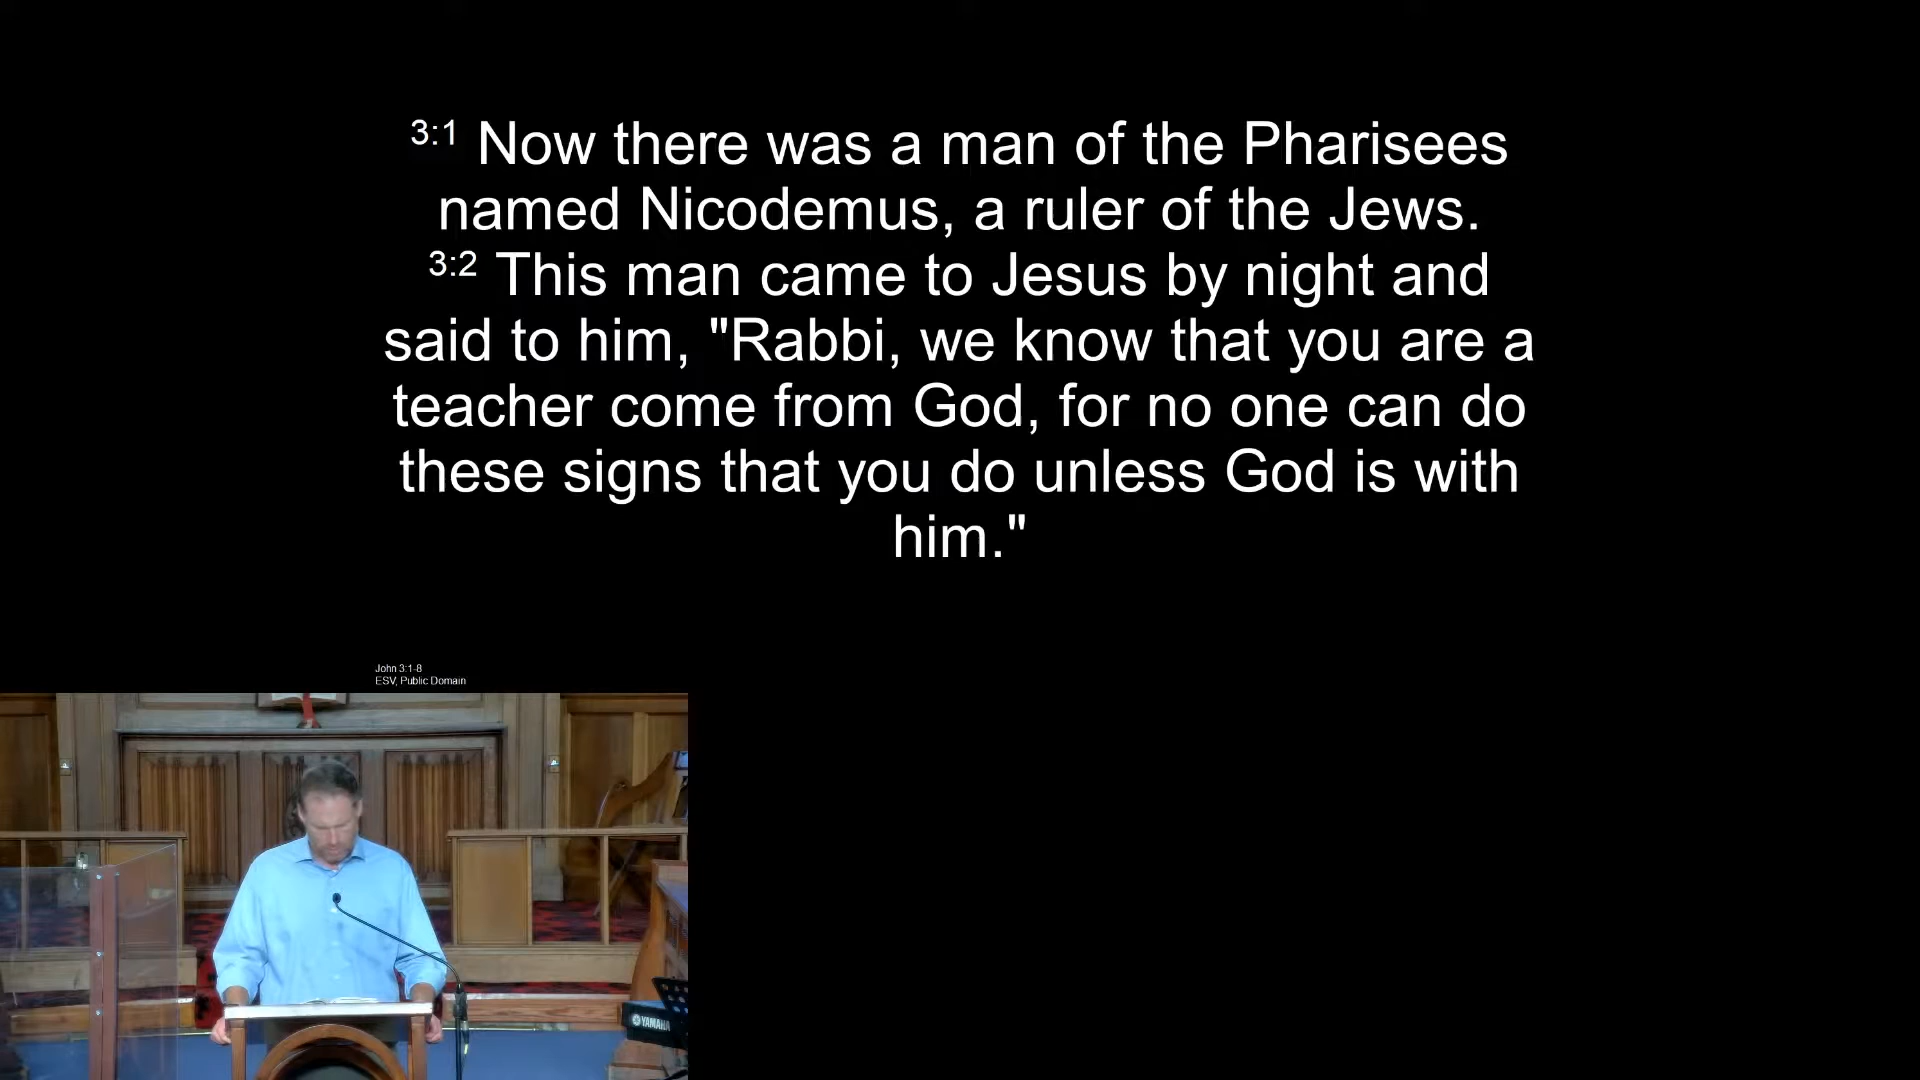 3:1 Now there was a man of the Pharisees
named Nicodemus, a ruler of the Jews.
3:2 This man came to Jesus by night and
said to him, "Rabbi, we know that you are a
teacher come from God, for no one can do
these signs that you do unless God is with
him."
John 3:1-8
ESV, Public Domain
YAMAHA